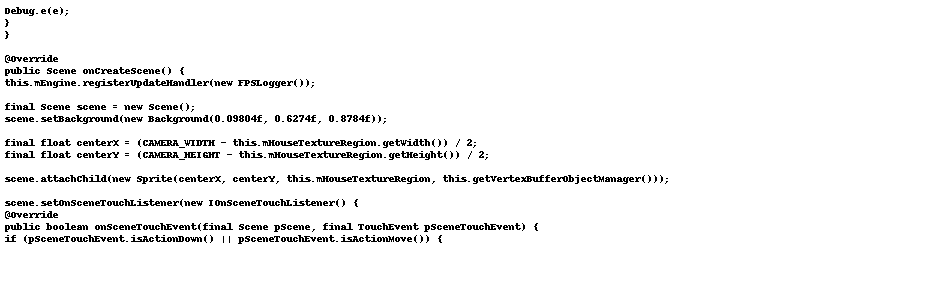 Debug.e(e);
}
}
@Override
public Scene onCreateScene() {
this.mEngine.registerUpdateHandler(new FPSLogger());
final Scene scene = new Scene();
scene.setBackground(new Background(0.09804f, 0.6274f, 0.8784f));
final float centerX = (CAMERA_WIDTH - this.mHouseTextureRegion.getWidth()) / 2;
final float centerY = (CAMERA_HEIGHT - this.mHouseTextureRegion.getHeight()) / 2;
scene.attachChild(new Sprite(centerX, centerY, this.mHouseTextureRegion, this.getVertexBufferObjectManager()));
scene.setOnSceneTouchListener(new IOnSceneTouchListener() {
@Override
public boolean onSceneTouchEvent(final Scene pScene, final TouchEvent pSceneTouchEvent) {
if (pSceneTouchEvent.isActionDown() || pSceneTouchEvent.isActionMove()) {